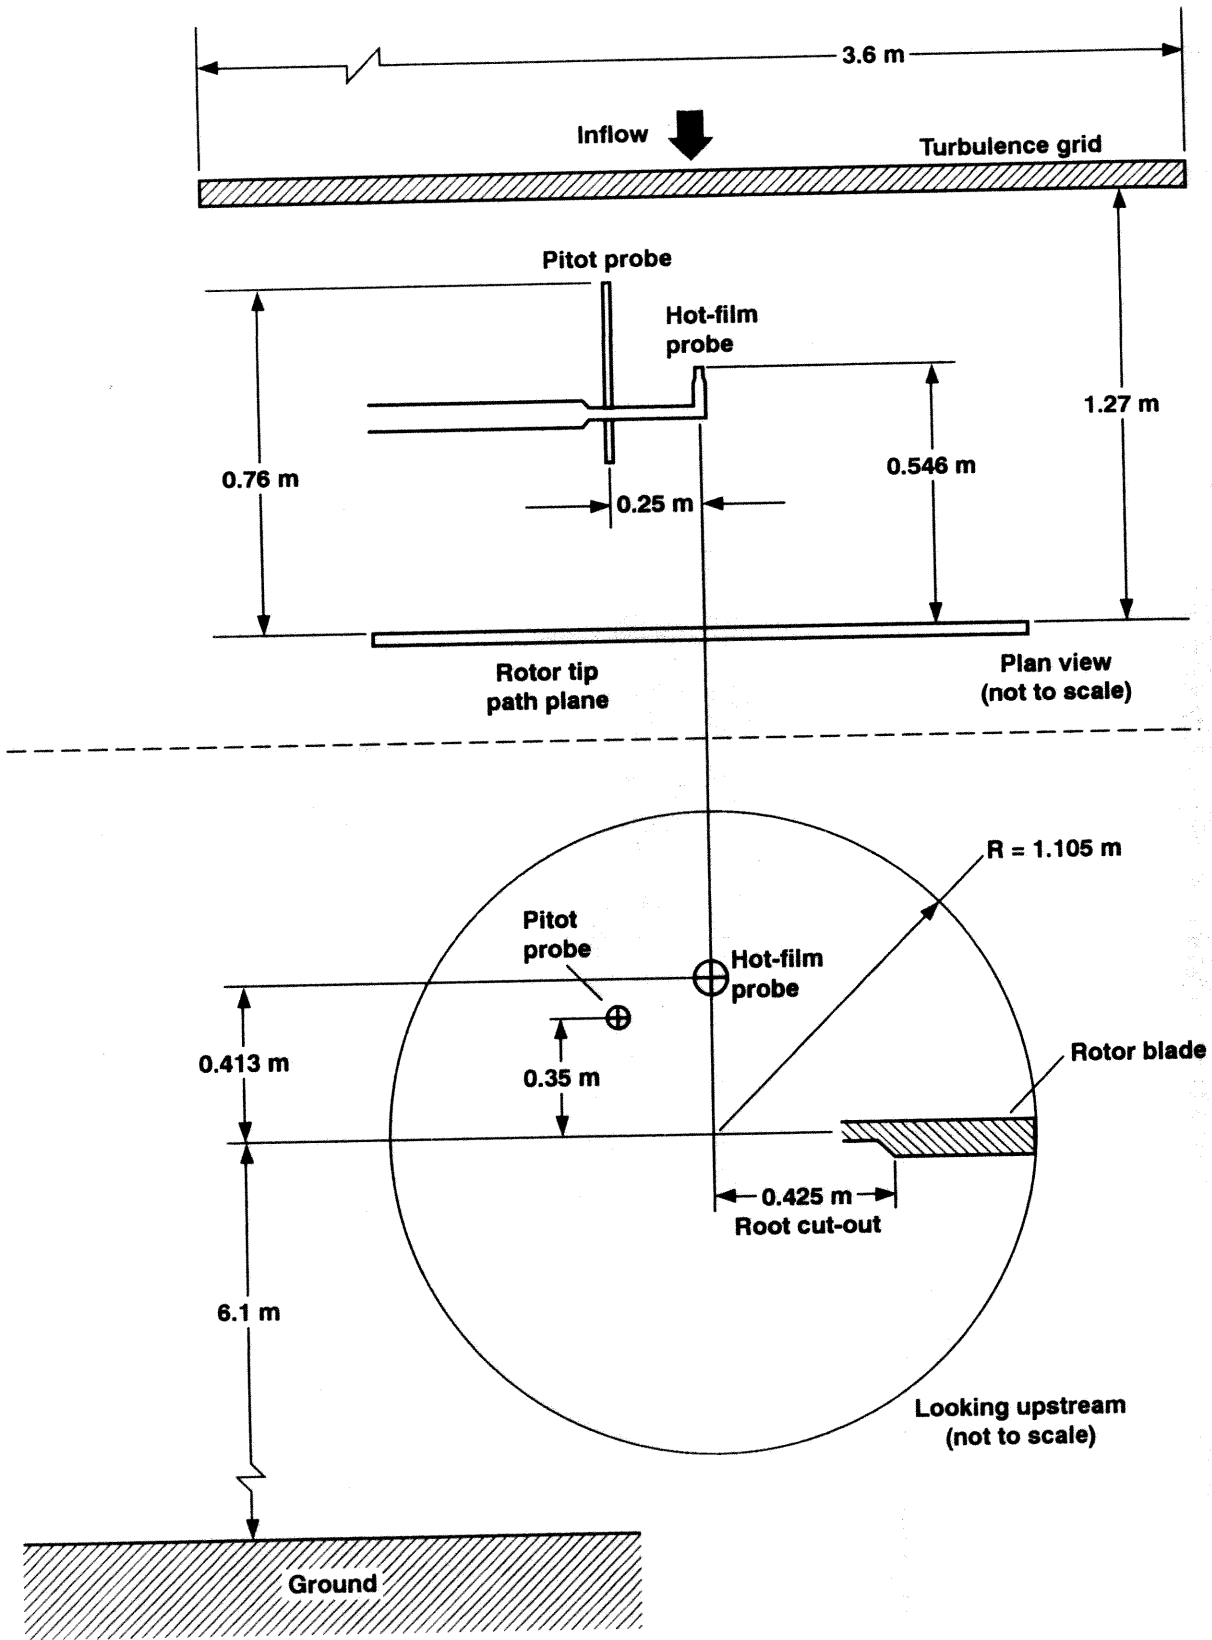 3.6 m
Inflow
Turbulence grid
Pitot probe
Hot-film
probe
1.27 m
0.546 m
0.76 m
0.25 m
Rotor tip
path plane
Plan view
(not to scale)
R = 1.105 m
Pitot
probe
Hot-film
probe
0.413 m
0.35 m
Rotor blade
0.425 m
Root cut-out
6.1 m
Looking upstream
(not to scale)
Ground